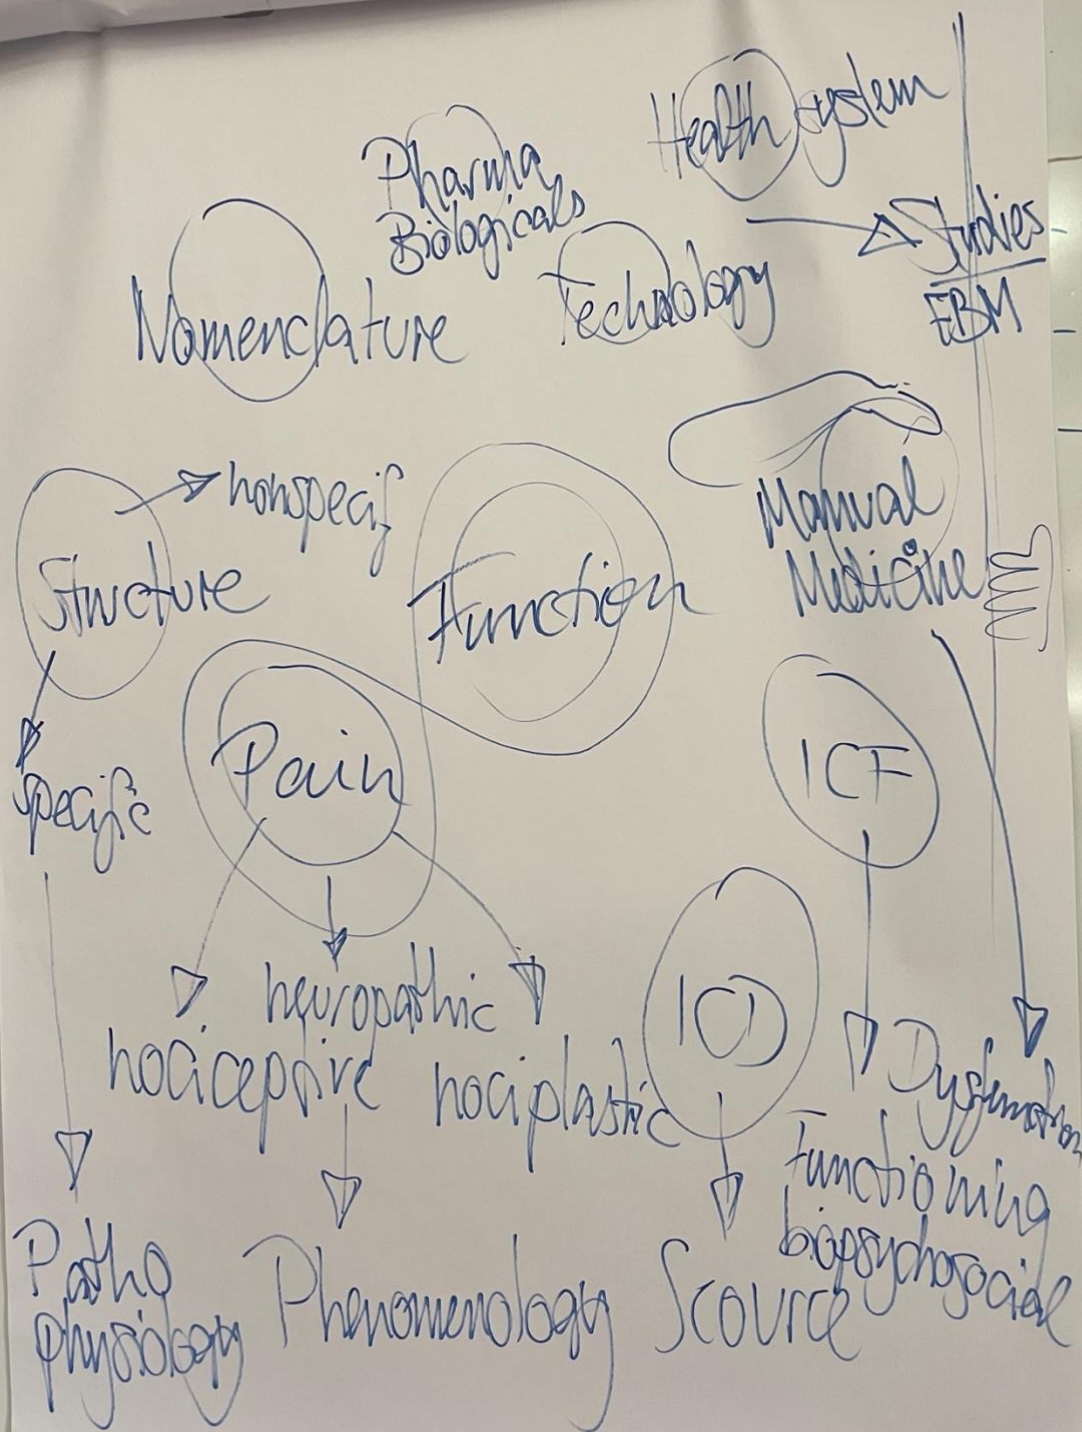 Health system
Pharma
Biologicals
Technology
Studies
EBM
Nomenclature
Manual
Medicine
nonspecif
Structure
Function
Pain
ICF
specific
neuropathic
nociceptive
nociplastic
ICD
Dysfunction
Functioning
biopsychosocial
Patho
physiology
Phenomenology
Scource